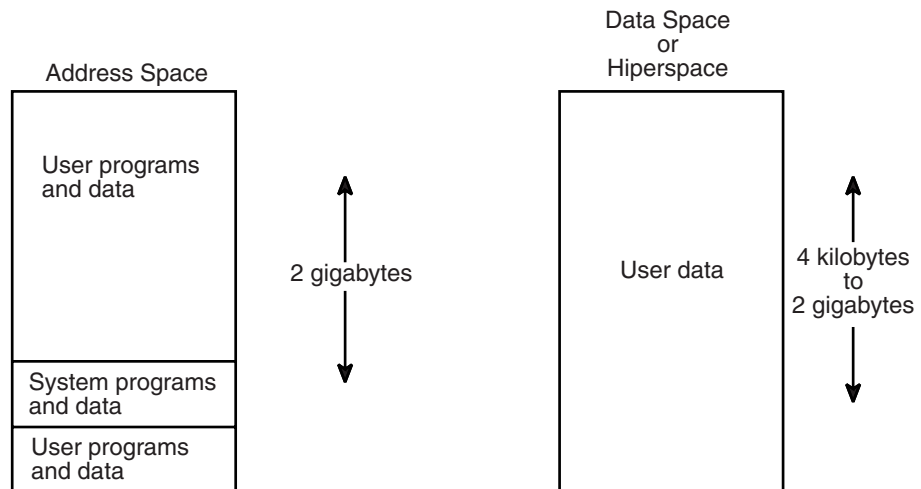 Address Space
User programs
and data
2 gigabytes
System programs
and data
User programs
and data
Data Space
or
Hiperspace
User data
4 kilobytes
to
2 gigabytes